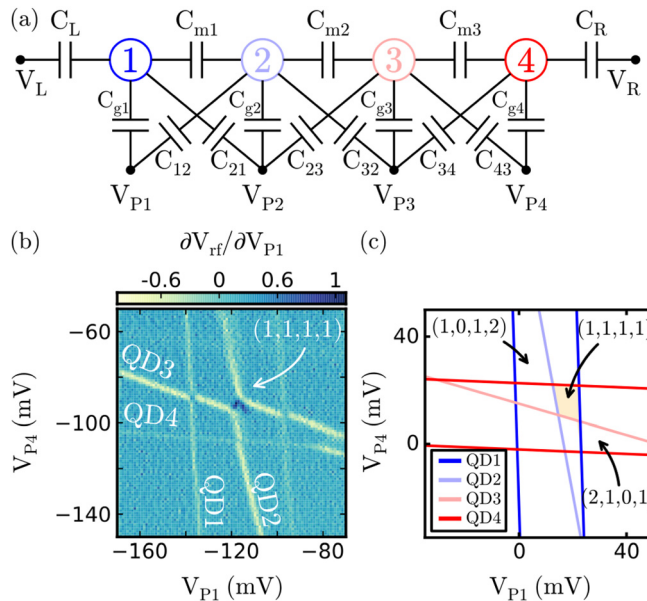 (a)
C_L C_m1 C_m2 C_m3 C_R
1 2 3 4
V_L V_R
C_g1 C_g2 C_g3 C_g4
C_12 C_21 C_23 C_32 C_34 C_43
V_P1 V_P2 V_P3 V_P4
(b) ∂V_rf/∂V_P1
-0.6 0 0.6 1
(1,1,1,1)
QD3
QD4
QD1
QD2
−60
−100
−140
V_P4 (mV)
−160 −120 −80
V_P1 (mV)
(c)
(1,0,1,2) (1,1,1,1)
(2,1,0,1
40
0
V_P4 (mV)
QD1
QD2
QD3
QD4
0 40
V_P1 (mV)